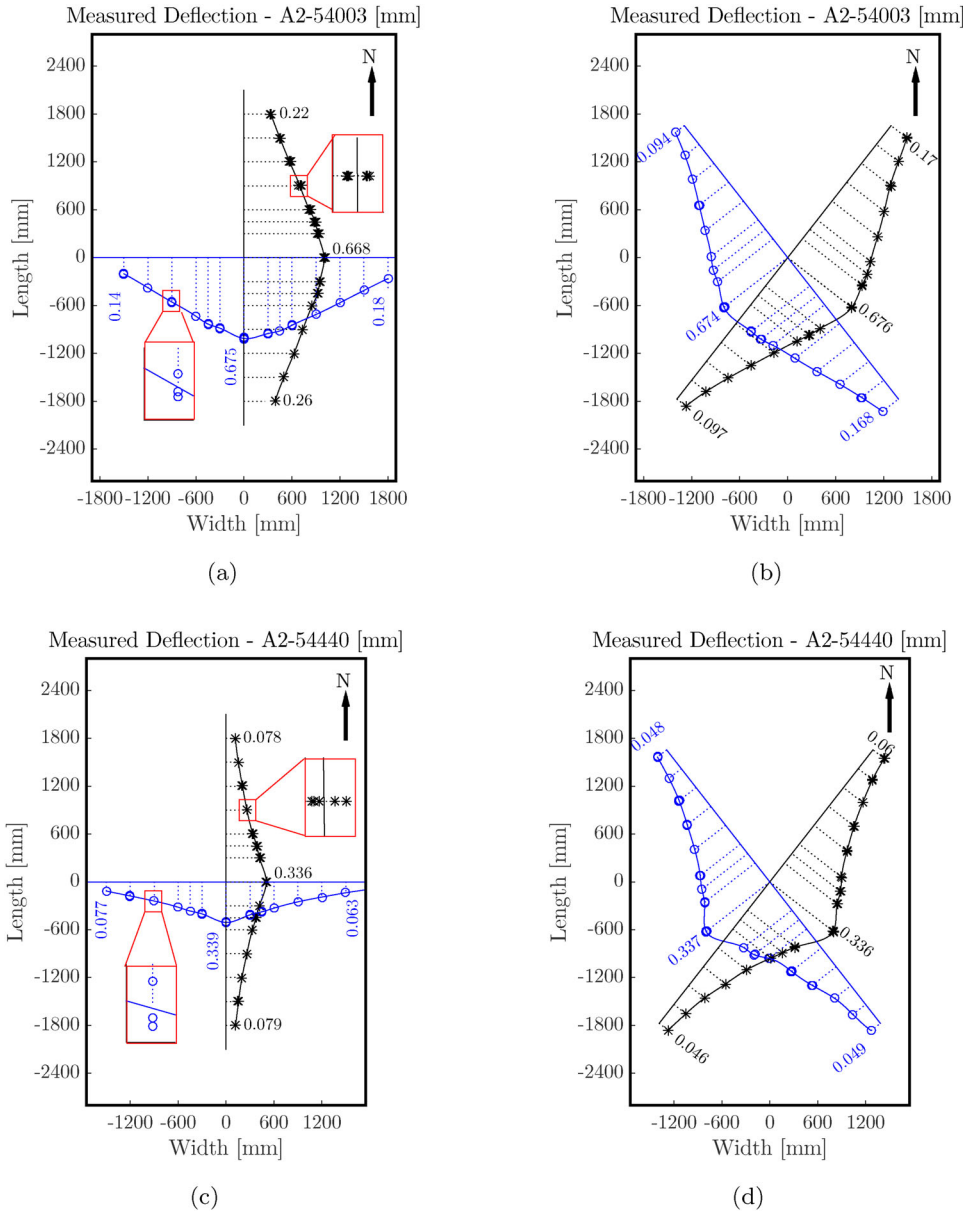 Measured Deflection - A2-54003 [mm]
N
2400
1800
1200
600
0
-600
-1200
-1800
-2400
Length [mm]
0.22
0.668
0.14
0.18
0.675
0.26
-1800 -1200 -600 0 600 1200 1800
Width [mm]
(a)
Measured Deflection - A2-54003 [mm]
N
2400
1800
1200
600
0
-600
-1200
-1800
-2400
Length [mm]
0.094
0.17
0.674
0.676
0.097
0.168
-1800 -1200 -600 0 600 1200 1800
Width [mm]
(b)
Measured Deflection - A2-54440 [mm]
N
2400
1800
1200
600
0
-600
-1200
-1800
-2400
Length [mm]
0.078
0.336
0.077
0.339
0.063
0.079
-1200 -600 0 600 1200
Width [mm]
(c)
Measured Deflection - A2-54440 [mm]
N
2400
1800
1200
600
0
-600
-1200
-1800
-2400
Length [mm]
0.048
0.06
0.337
0.336
0.046
0.049
-1200 -600 0 600 1200
Width [mm]
(d)